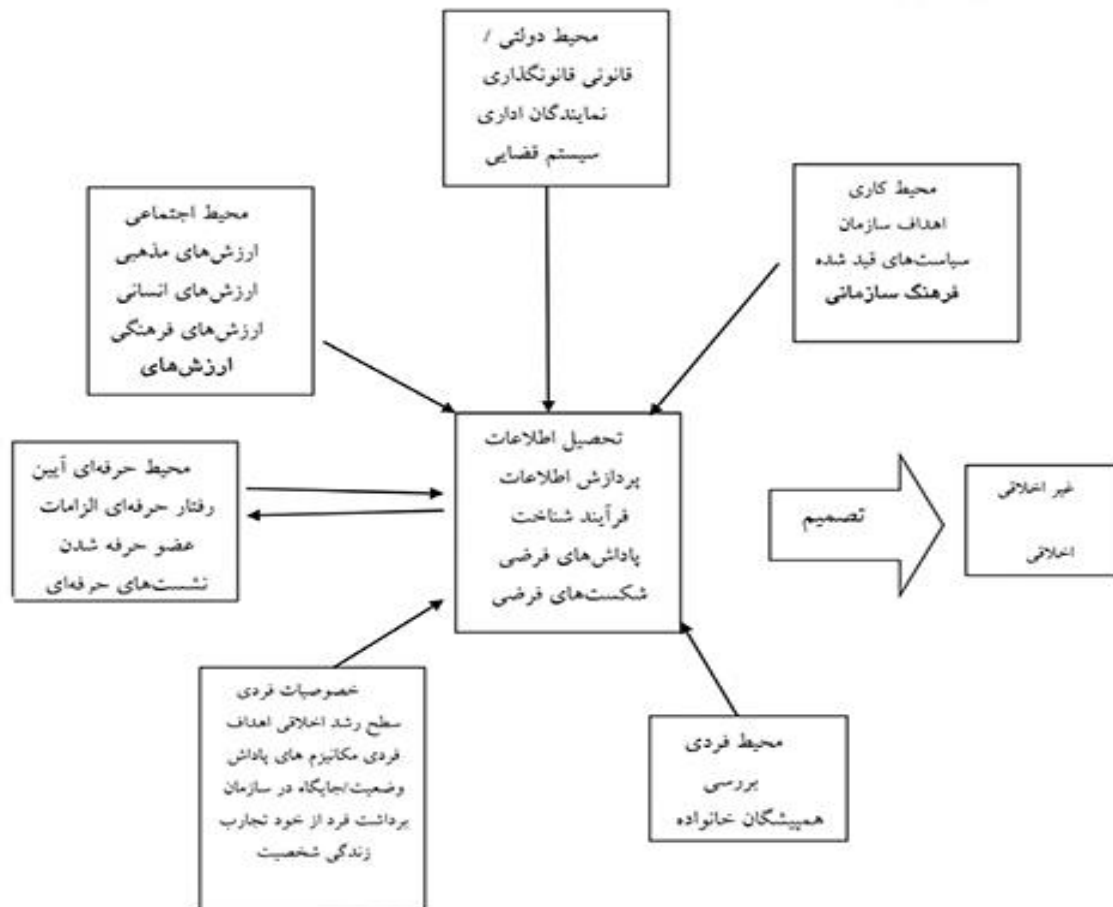 محیط دولتی /
قانونی قانونگذاری
نمایندگان اداری
سیستم قضایی
محیط کاری
اهداف سازمان
سیاست‌های قید شده
فرهنگ سازمانی
محیط اجتماعی
ارزش‌های مذهبی
ارزش‌های انسانی
ارزش‌های فرهنگی
ارزش‌های
تحصیل اطلاعات
پردازش اطلاعات
فرآیند شناخت
پاداش‌های فرضی
شکست‌های فرضی
محیط حرفه‌ای آیین
رفتار حرفه‌ای الزامات
عضو حرفه شدن
نشست‌های حرفه‌ای
تصمیم
غیر اخلاقی
اخلاقی
خصوصیات فردی
سطح رشد اخلاقی اهداف
فردی مکانیزم های پاداش
وضعیت/جایگاه در سازمان
برداشت فرد از خود تجارب
زندگی شخصیت
محیط فردی
بررسی
همپیشگان خانواده